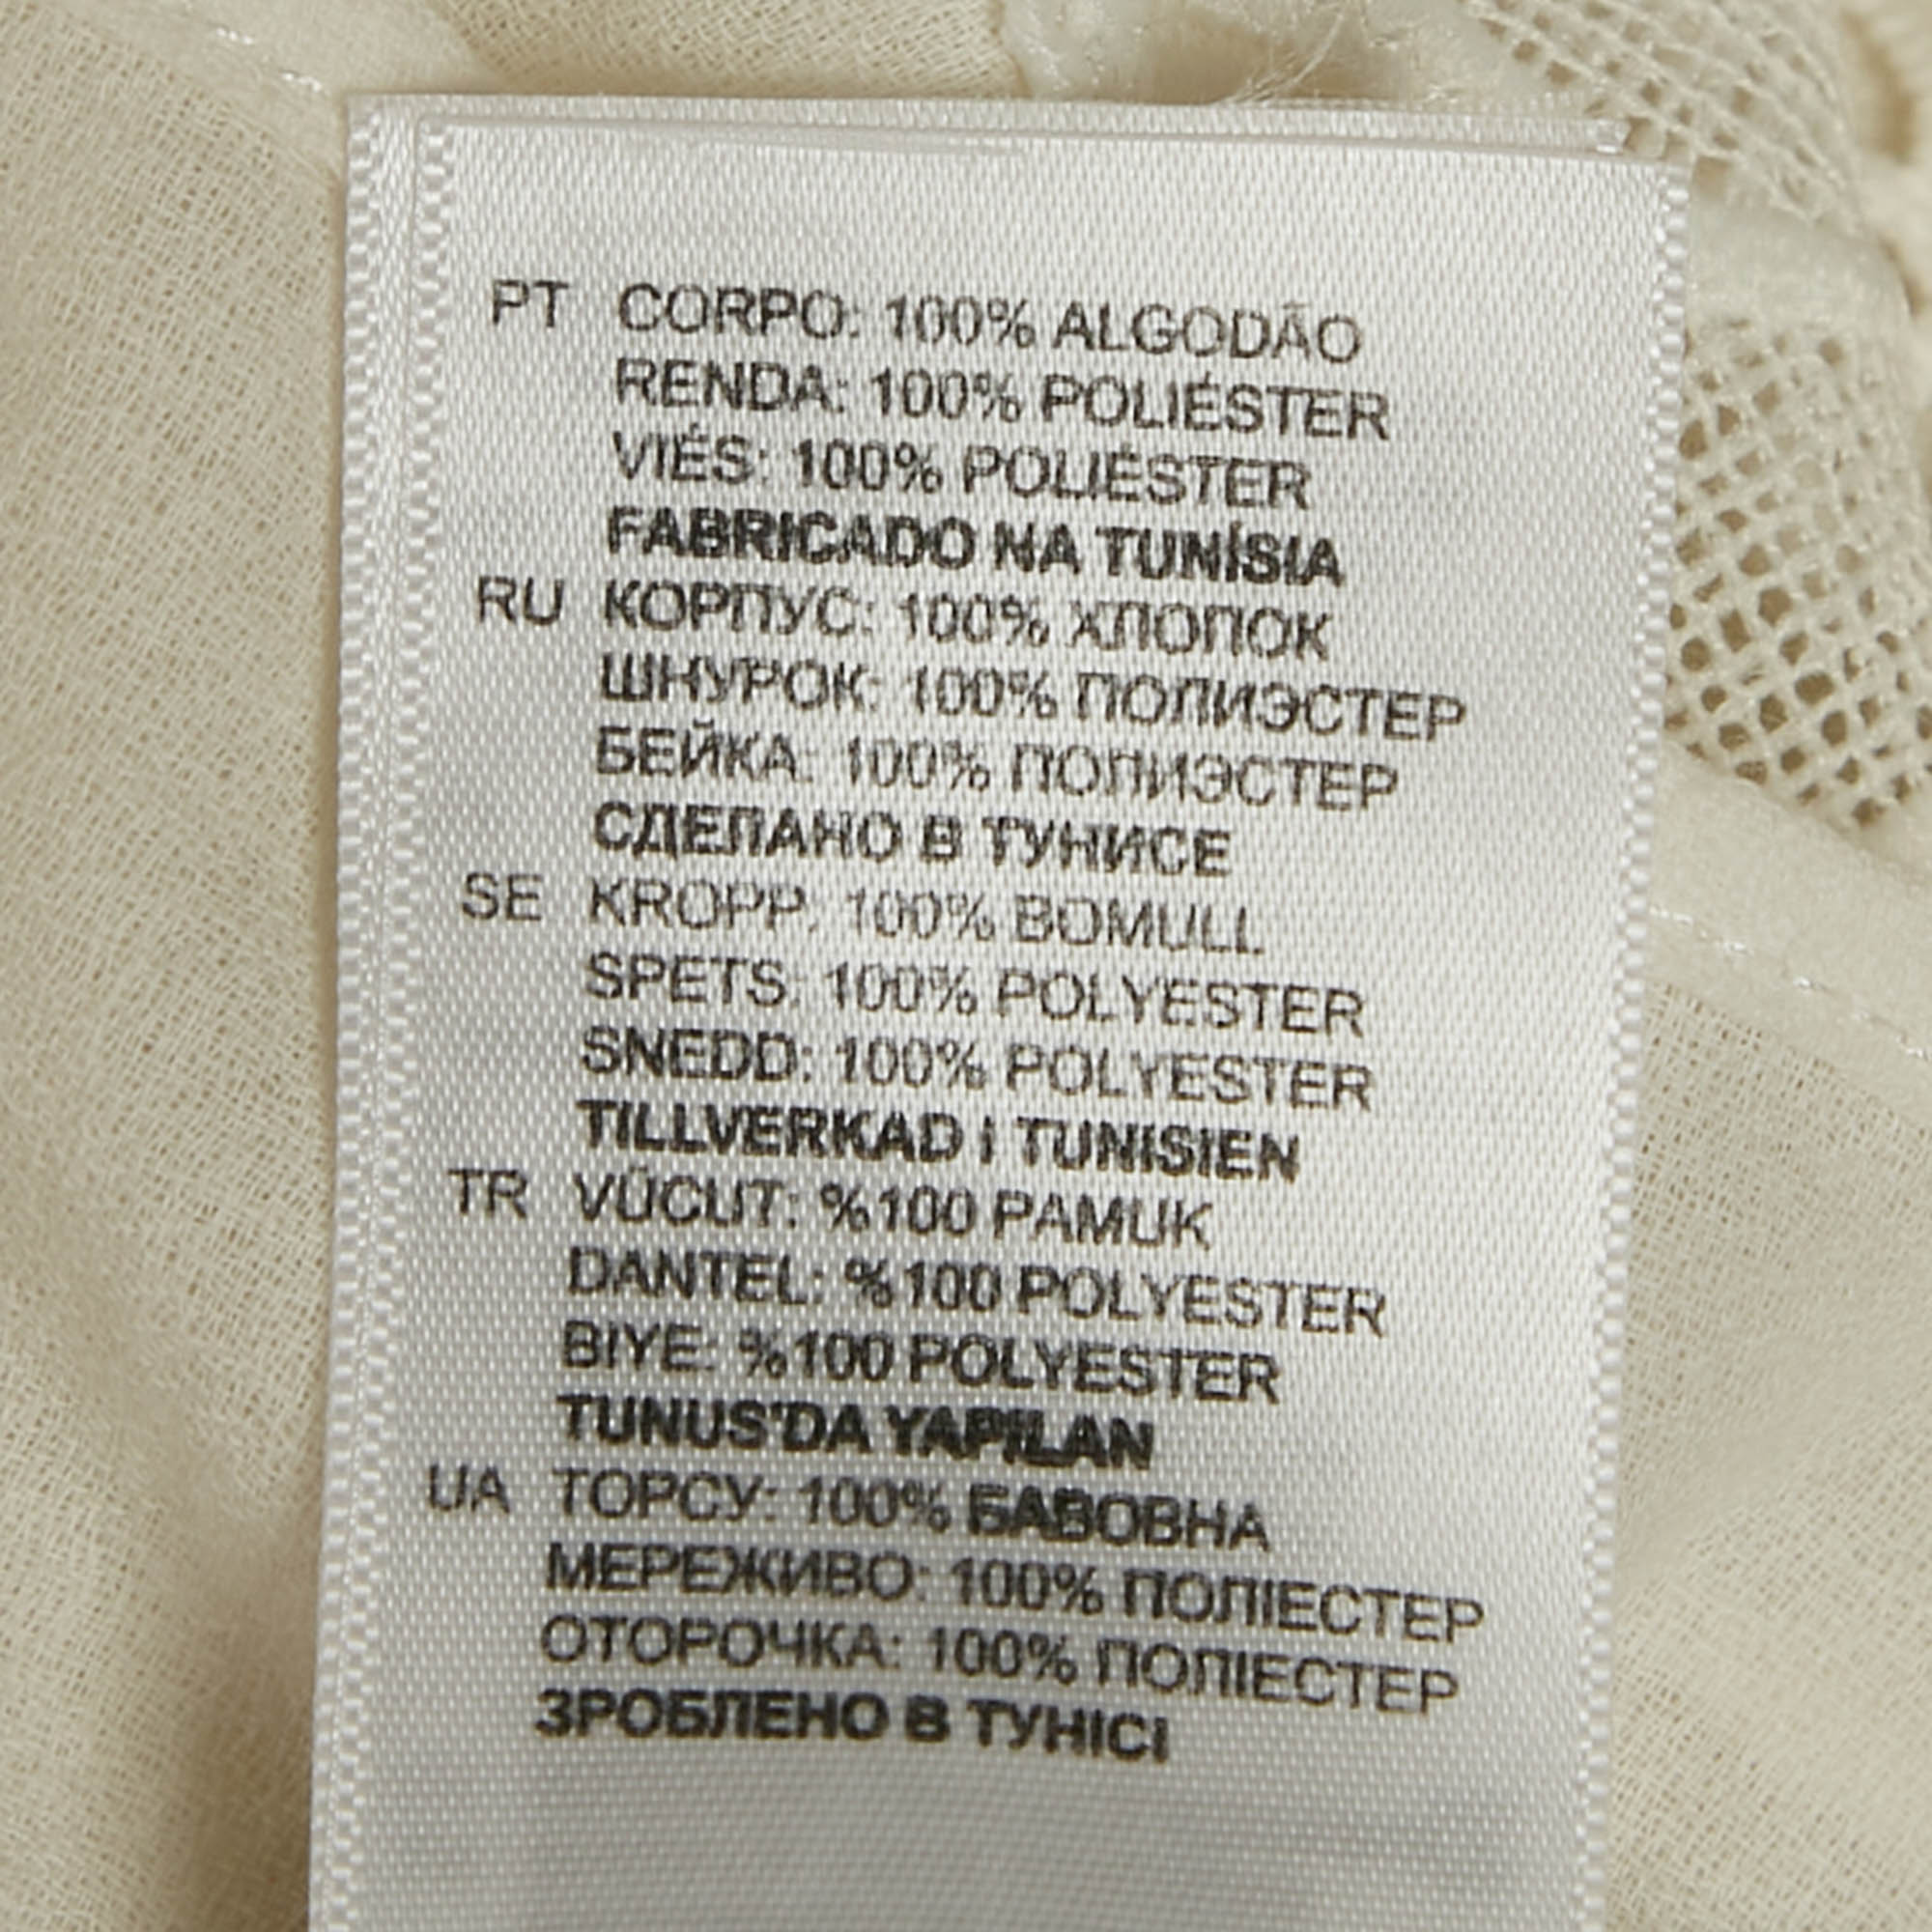 PT CORPO: 100% ALGODÃO
RENDA: 100% POLIÉSTER
VIÉS: 100% POLIÉSTER
FABRICADO NA TUNÍSIA
RU КОРПУС: 100% ХЛОПОК
ШНУРОК: 100% ПОЛИЭСТЕР
БЕЙКА: 100% ПОЛИЭСТЕР
СДЕЛАНО В ТУНИСЕ
SE KROPP: 100% BOMULL
SPETS: 100% POLYESTER
SNEDD: 100% POLYESTER
TILLVERKAD I TUNISIEN
TR VÜCUT: %100 PAMUK
DANTEL: %100 POLYESTER
BIYE: %100 POLYESTER
TUNUS'DA YAPILAN
UA ТОРСУ: 100% БАВОВНА
МЕРЕЖИВО: 100% ПОЛІЕСТЕР
ОТОРОЧКА: 100% ПОЛІЕСТЕР
ЗРОБЛЕНО В ТУНІСІ